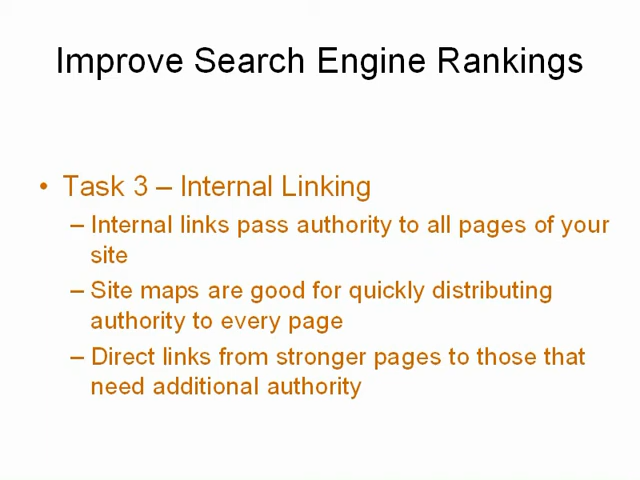 Improve Search Engine Rankings
• Task 3 – Internal Linking
– Internal links pass authority to all pages of your
site
– Site maps are good for quickly distributing
authority to every page
– Direct links from stronger pages to those that
need additional authority